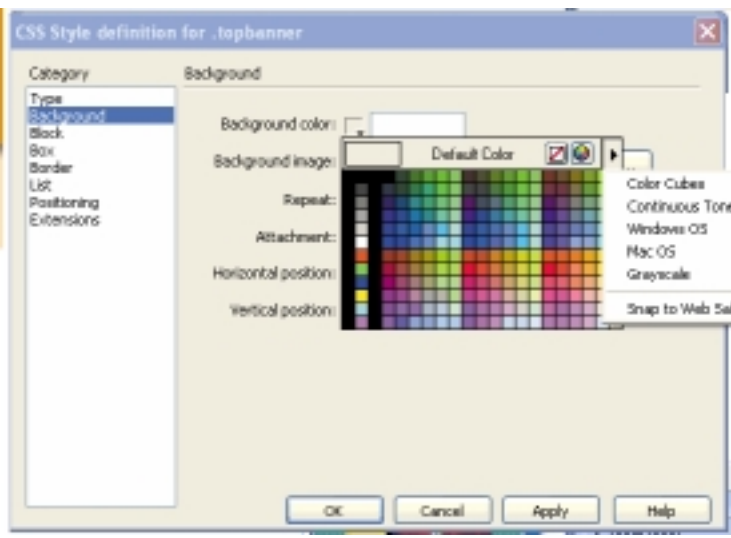 CSS Style definition for .topbanner
Category
Background
Type
Background
Block
Box
Border
List
Positioning
Extensions
Background color:
Default Color
Background image:
Repeat:
Attachment:
Horizontal position:
Vertical position:
Color Cubes
Continuous Tone
Windows OS
Mac OS
Grayscale
Snap to Web Sa
OK
Cancel
Apply
Help